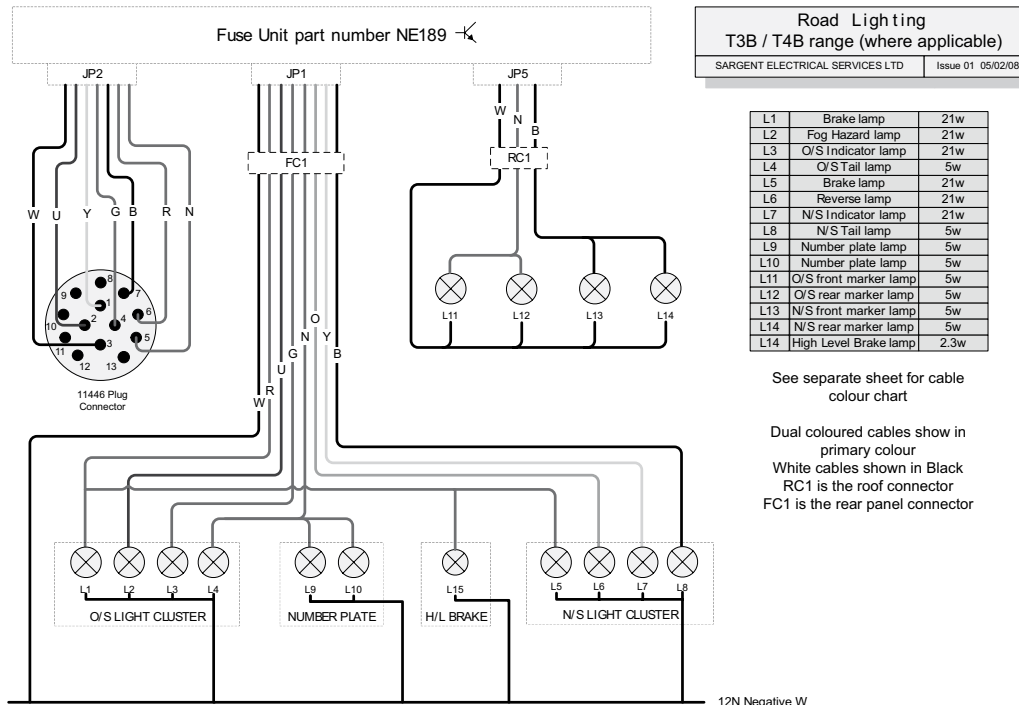 Fuse Unit part number NE189
JP2
JP1
JP5
Road Lighting
T3B / T4B range (where applicable)
SARGENT ELECTRICAL SERVICES LTD
Issue 01 05/02/08
W
N
B
FC1
RC1
W U Y G B R N
8
9
7
1
10
2
4
6
11
3
5
12
13
11446 Plug
Connector
L11
L12
L13
L14
W R U G N O Y B
L1 Brake lamp 21w
L2 Fog Hazard lamp 21w
L3 O/S Indicator lamp 21w
L4 O/S Tail lamp 5w
L5 Brake lamp 21w
L6 Reverse lamp 21w
L7 N/S Indicator lamp 21w
L8 N/S Tail lamp 5w
L9 Number plate lamp 5w
L10 Number plate lamp 5w
L11 O/S front marker lamp 5w
L12 O/S rear marker lamp 5w
L13 N/S front marker lamp 5w
L14 N/S rear marker lamp 5w
L14 High Level Brake lamp 2.3w
See separate sheet for cable
colour chart
Dual coloured cables show in
primary colour
White cables shown in Black
RC1 is the roof connector
FC1 is the rear panel connector
L1
L2
L3
L4
L9
L10
L15
L5
L6
L7
L8
O/S LIGHT CLUSTER
NUMBER PLATE
H/L BRAKE
N/S LIGHT CLUSTER
12N Negative W